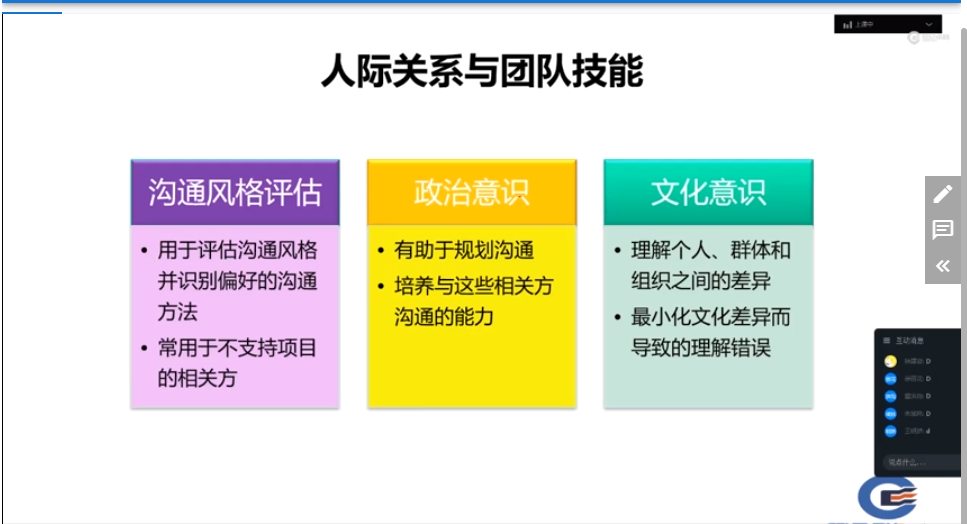 上课中
人际关系与团队技能
沟通风格评估
• 用于评估沟通风格
并识别偏好的沟通
方法
• 常用于不支持项目
的相关方
政治意识
• 有助于规划沟通
• 培养与这些相关方
沟通的能力
文化意识
• 理解个人、群体和
组织之间的差异
• 最小化文化差异而
导致的理解错误
互动消息
D
D
D
D
d
说点什么...